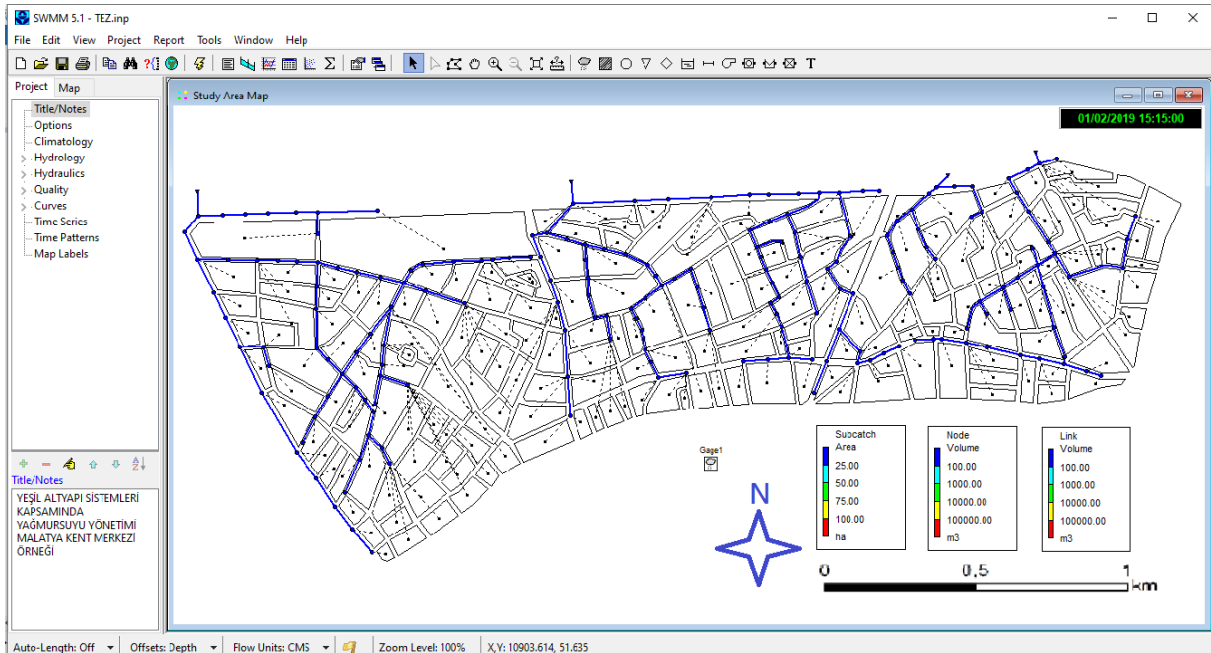 SWMM 5.1 - TEZ.inp
File Edit View Project Report Tools Window Help
Project Map
Title/Notes
Options
Climatology
Hydrology
Hydraulics
Quality
Curves
Time Series
Time Patterns
Map Labels
Title/Notes
YEŞİL ALTYAPI SİSTEMLERİ
KAPSAMINDA
YAĞMURSUYU YÖNETİMİ
MALATYA KENT MERKEZİ
ÖRNEĞİ
Study Area Map
01/02/2019 15:15:00
Gage1
N
Subcatch
Area
25.00
50.00
75.00
100.00
ha
Node
Volume
100.00
1000.00
10000.00
100000.00
m3
Link
Volume
100.00
1000.00
10000.00
100000.00
m3
0 0,5 1
km
Auto-Length: Off Offsets: Depth Flow Units: CMS Zoom Level: 100% X,Y: 10903.614, 51.635